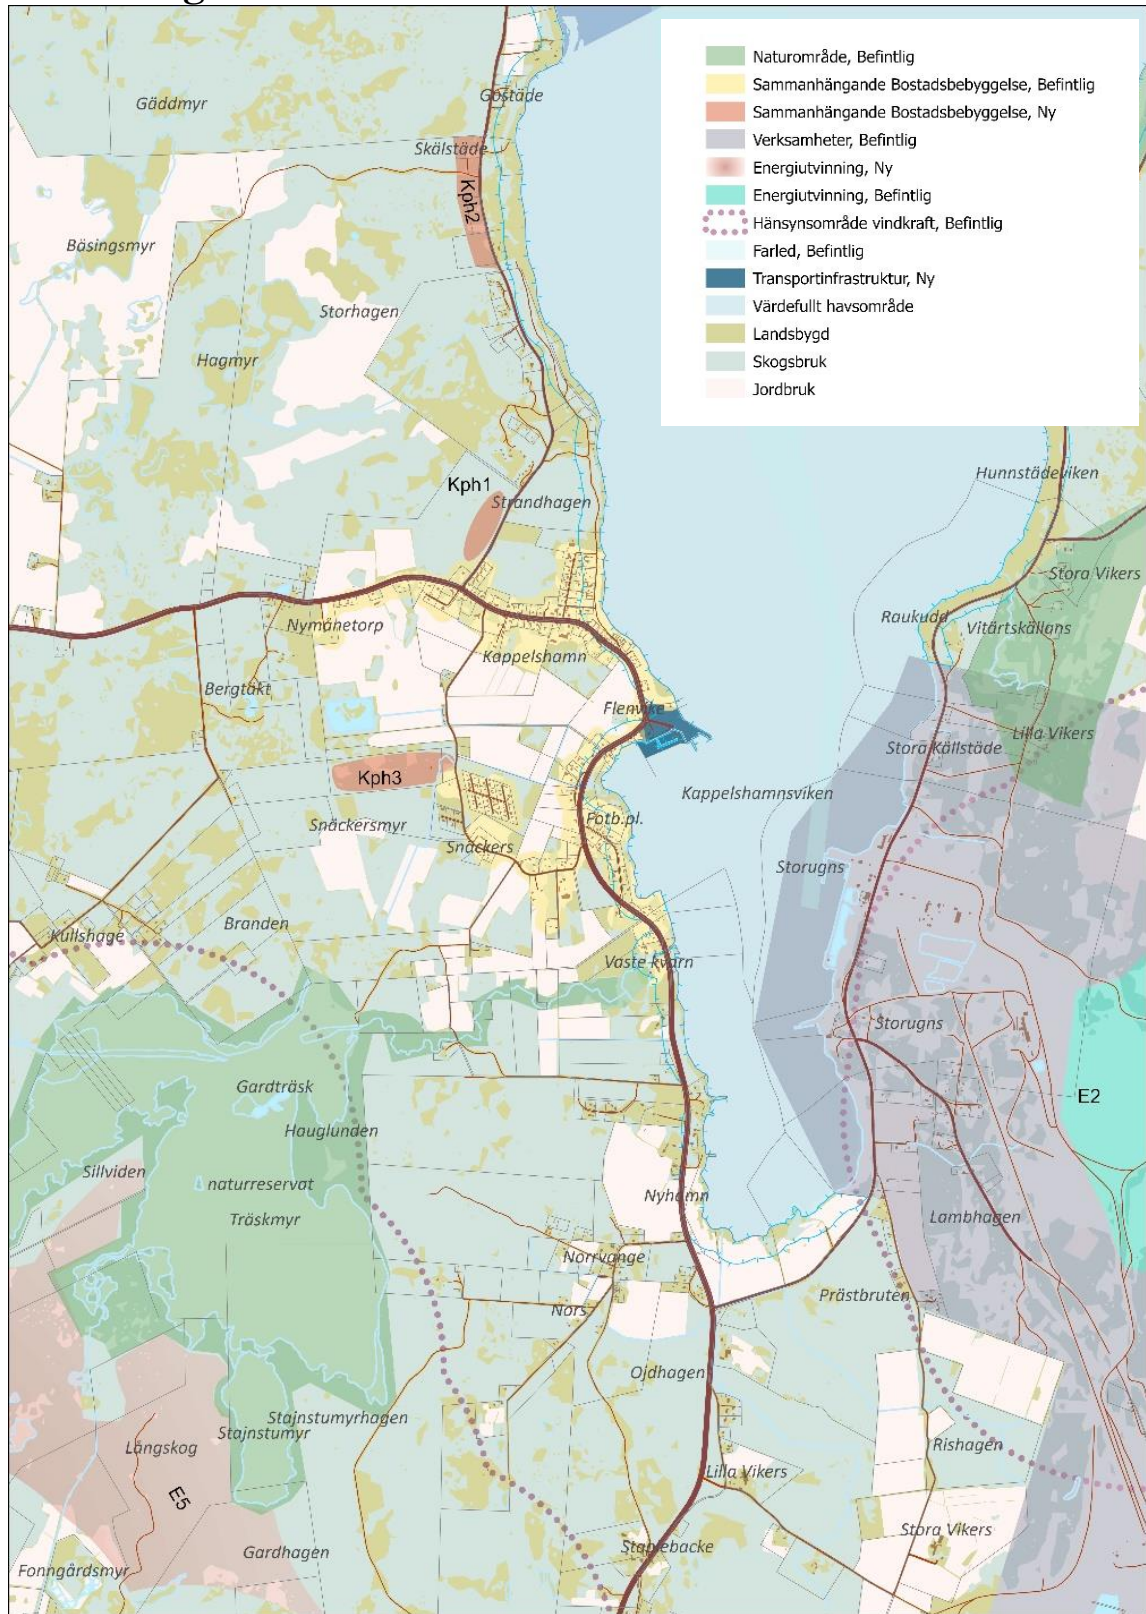 Naturområde, Befintlig
Sammanhängande Bostadsbebyggelse, Befintlig
Sammanhängande Bostadsbebyggelse, Ny
Verksamheter, Befintlig
Energiutvinning, Ny
Energiutvinning, Befintlig
Hänsynsområde vindkraft, Befintlig
Farled, Befintlig
Transportinfrastruktur, Ny
Värdefullt havsområde
Landsbygd
Skogsbruk
Jordbruk
Göstäde
Gäddmyr
Skälstäde
Kph2
Bäsingsmyr
Storhagen
Hagmyr
Hunnstädeviken
Kph1
Strandhagen
Stora Vikers
Raukudd
Vitärtskällans
Nymånetorp
Kappelshamn
Bergtäkt
Flenvike
Lilla Vikers
Stora Källstäde
Kph3
Kappelshamnsviken
Snäckersmyr
Fotb.pl.
Snäckers
Storugns
Branden
Kullshage
Vaste kvarn
Storugns
Gardträsk
E2
Hauglunden
Sillviden
naturreservat
Nyhamn
Träskmyr
Lambhagen
Norrvange
Prästbruten
Nors
Ojdhagen
Stajnstumyrhagen
Stajnstumyr
Långskog
Rishagen
Lilla Vikers
E5
Stora Vikers
Staplebacke
Gardhagen
Fonngårdsmyr